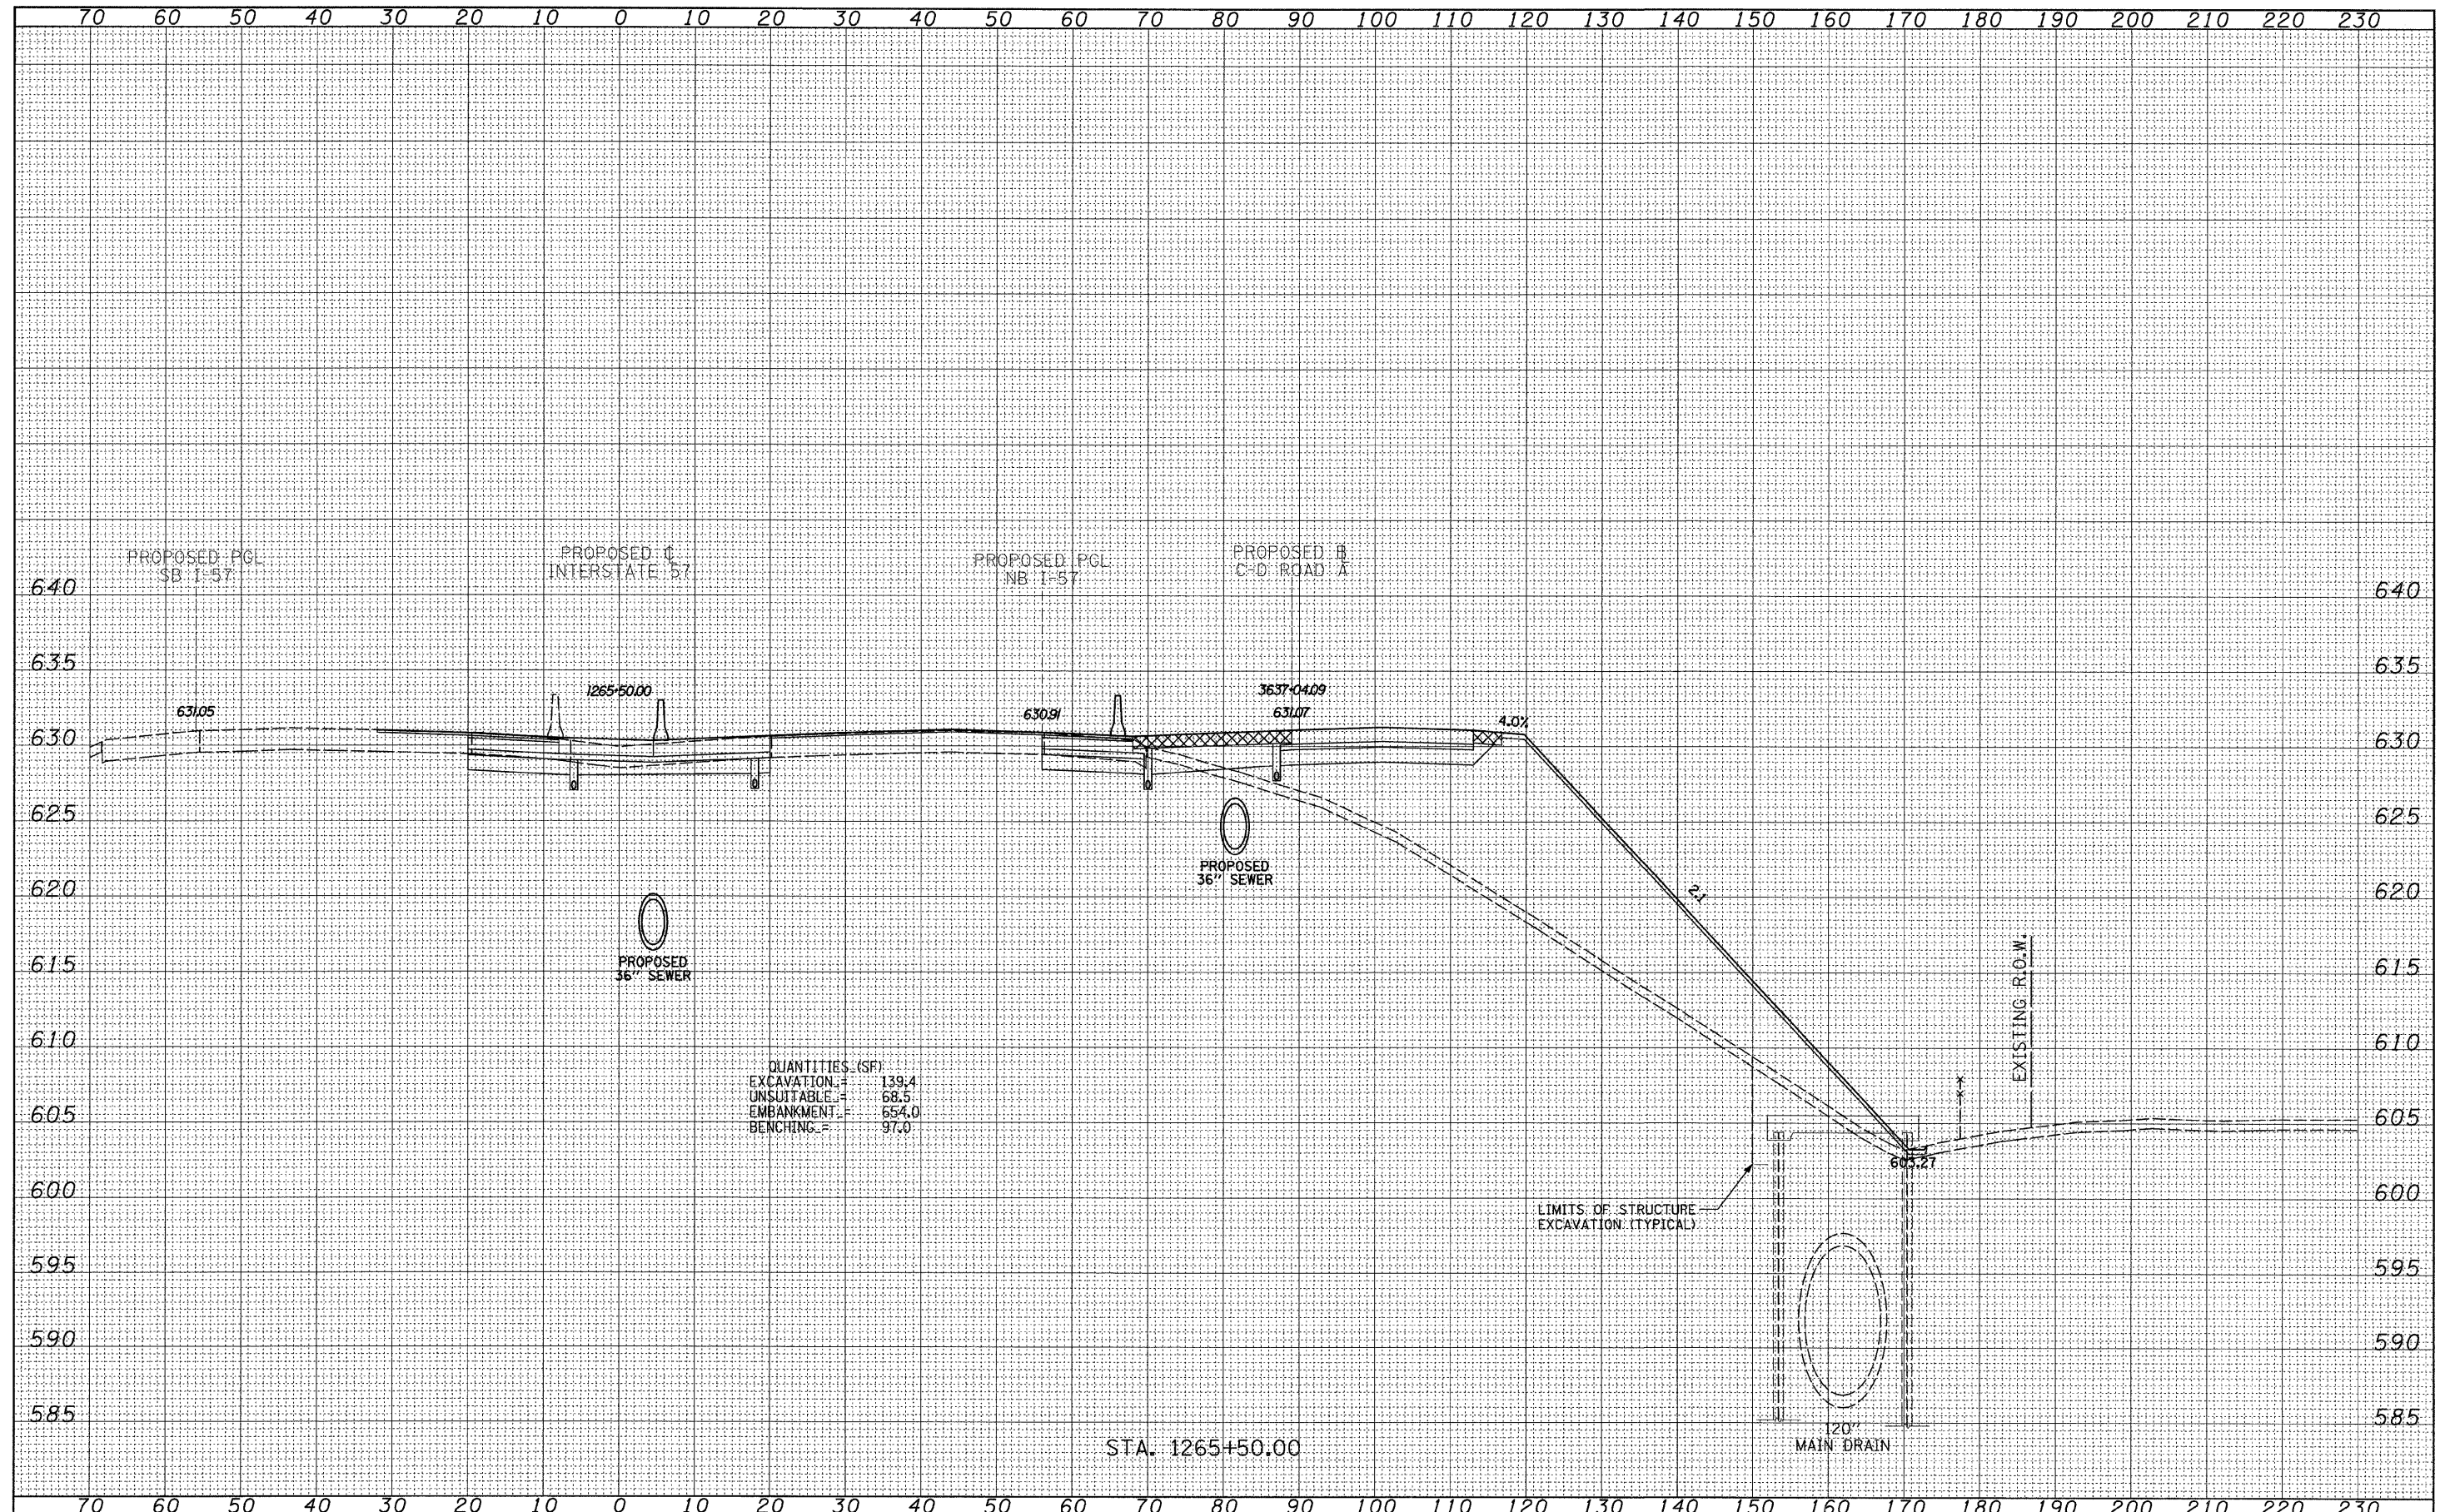 70 60 50 40 30 20 10 0 10 20 30 40 50 60 70 80 90 100 110 120 130 140 150 160 170 180 190 200 210 220 230
PROPOSED PGL
SB I-57
PROPOSED ℄
INTERSTATE 57
PROPOSED PGL
NB I-57
PROPOSED B
C-D ROAD A
640 640
635 635
1265+50.00
3637+04.09
631.05
630.91
631.07
4.0%
630 630
625 625
PROPOSED
36" SEWER
620 620
2:1
PROPOSED
36" SEWER
615 615
EXISTING R.O.W.
610 610
QUANTITIES (SF)
EXCAVATION = 139.4
UNSUITABLE = 68.5
EMBANKMENT = 654.0
BENCHING = 97.0
605 605
603.27
600 600
LIMITS OF STRUCTURE
EXCAVATION (TYPICAL)
595 595
590 590
585 585
120"
MAIN DRAIN
STA. 1265+50.00
70 60 50 40 30 20 10 0 10 20 30 40 50 60 70 80 90 100 110 120 130 140 150 160 170 180 190 200 210 220 230